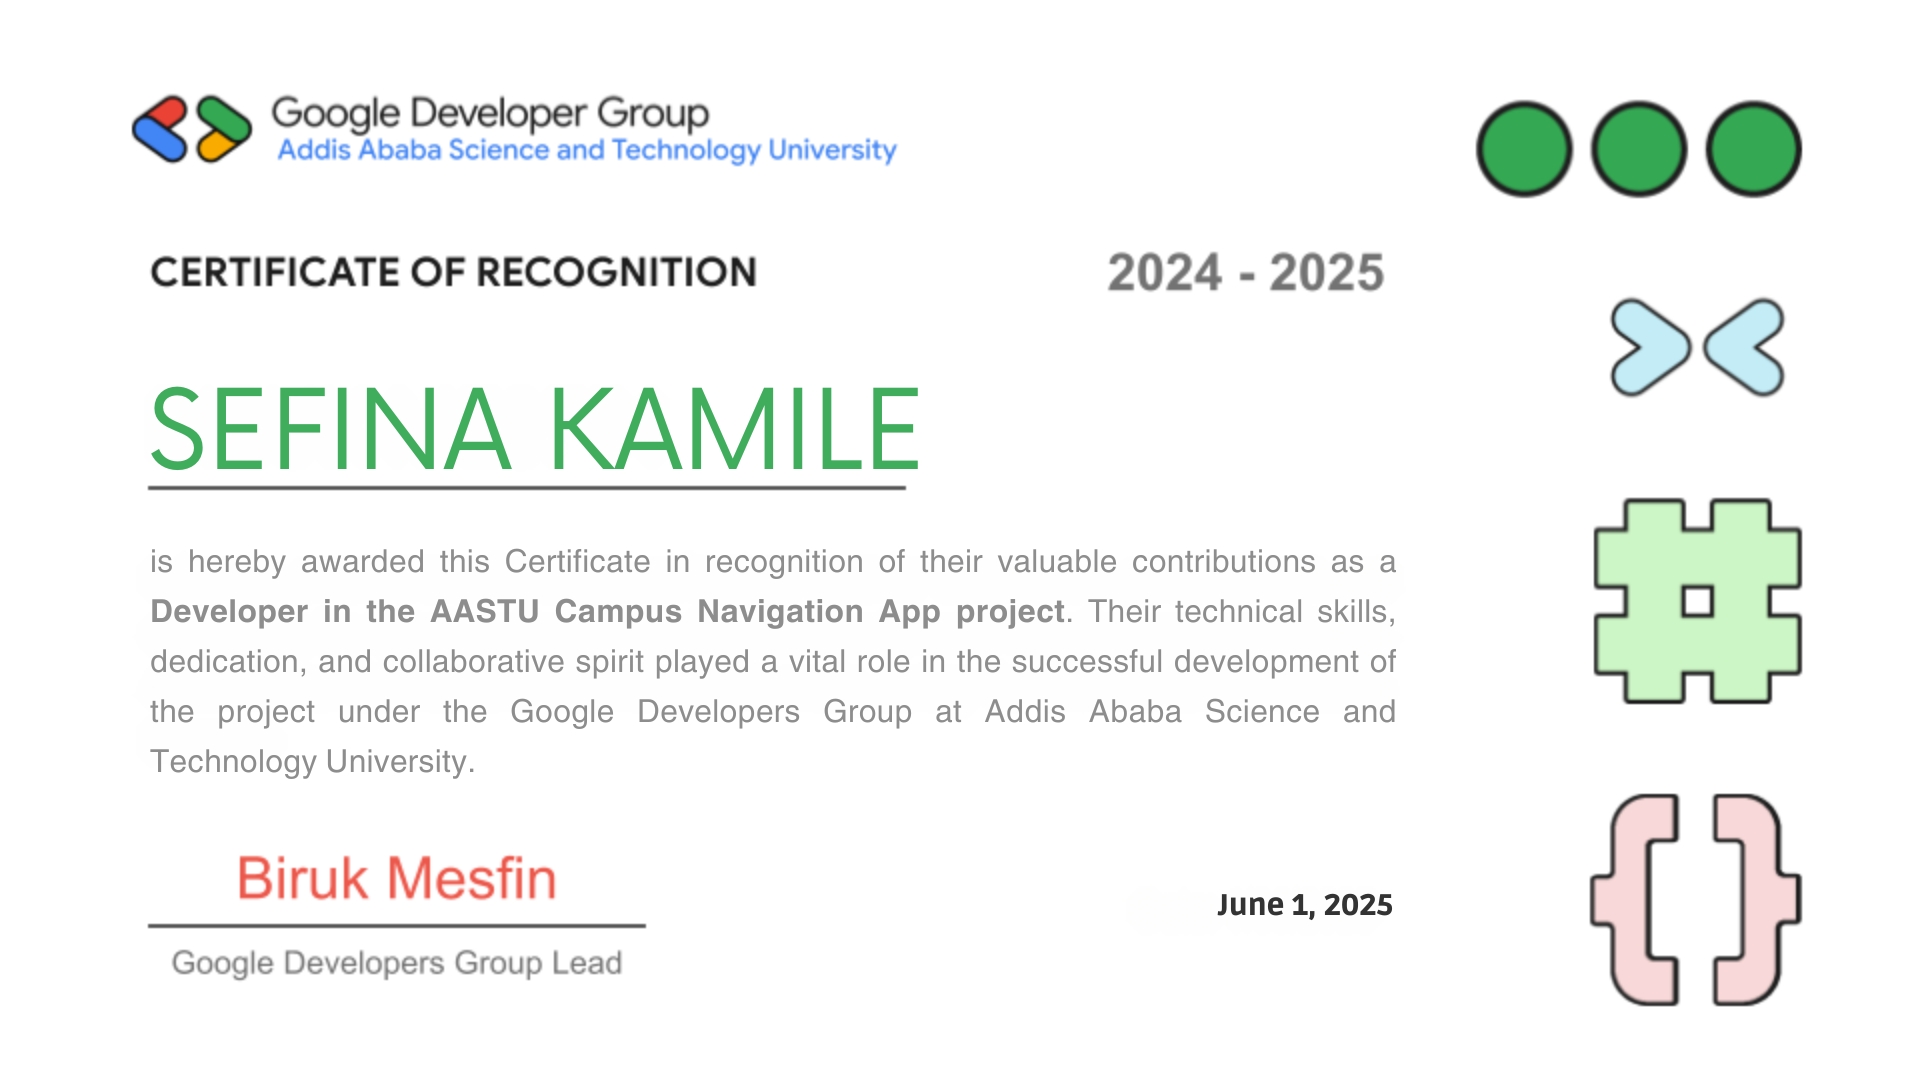 Google Developer Group
Addis Ababa Science and Technology University
CERTIFICATE OF RECOGNITION
2024 - 2025
SEFINA KAMILE
is hereby awarded this Certificate in recognition of their valuable contributions as a
Developer in the AASTU Campus Navigation App project. Their technical skills,
dedication, and collaborative spirit played a vital role in the successful development of
the project under the Google Developers Group at Addis Ababa Science and
Technology University.
Biruk Mesfin
Google Developers Group Lead
June 1, 2025